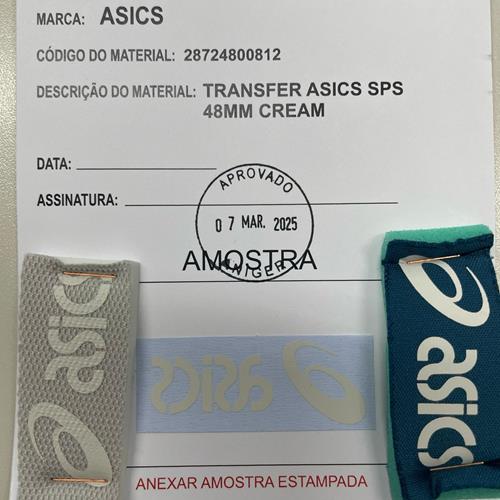 MARCA: ASICS
CÓDIGO DO MATERIAL: 28724800812
DESCRIÇÃO DO MATERIAL: TRANSFER ASICS SPS
48MM CREAM
DATA:
ASSINATURA:
APROVADO
07 MAR. 2025
AMOSTRA
asics
asics
asics
ANEXAR AMOSTRA ESTAMPADA